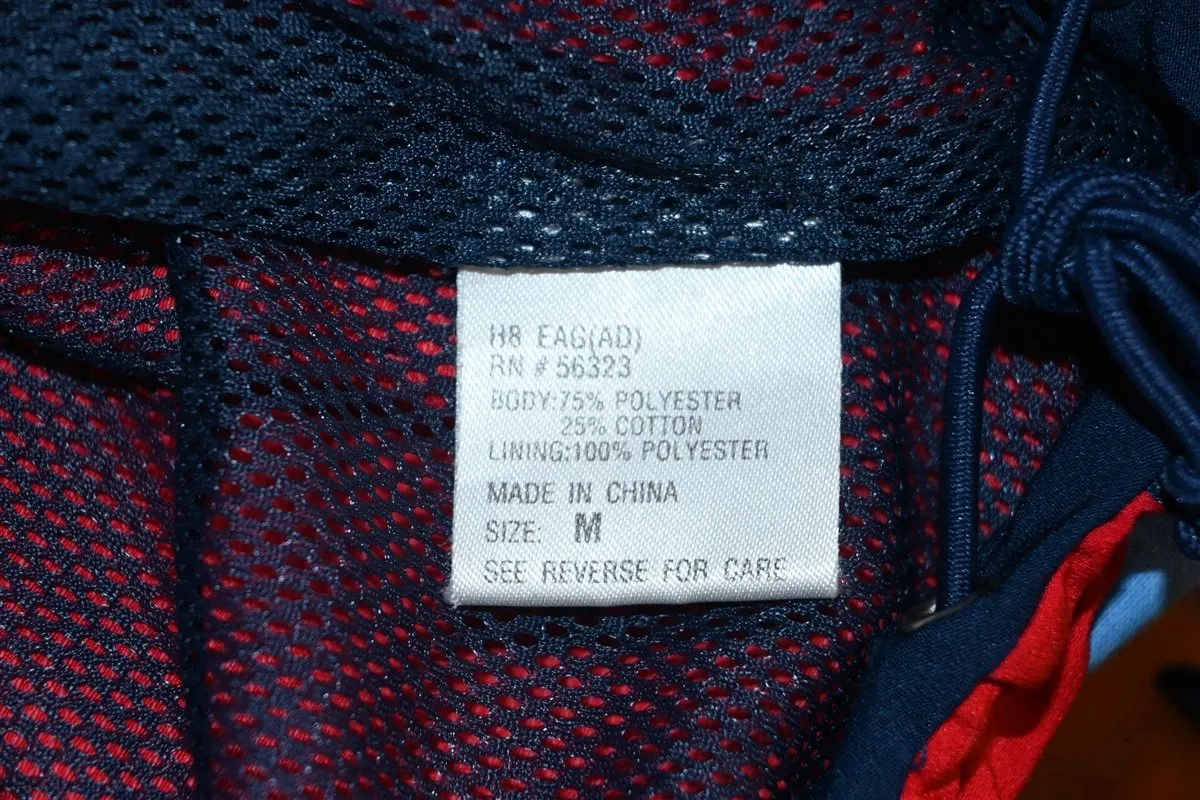 H8 EAG(AD)
RN # 56323
BODY:75% POLYESTER
25% COTTON
LINING:100% POLYESTER
MADE IN CHINA
SIZE: M
SEE REVERSE FOR CARE